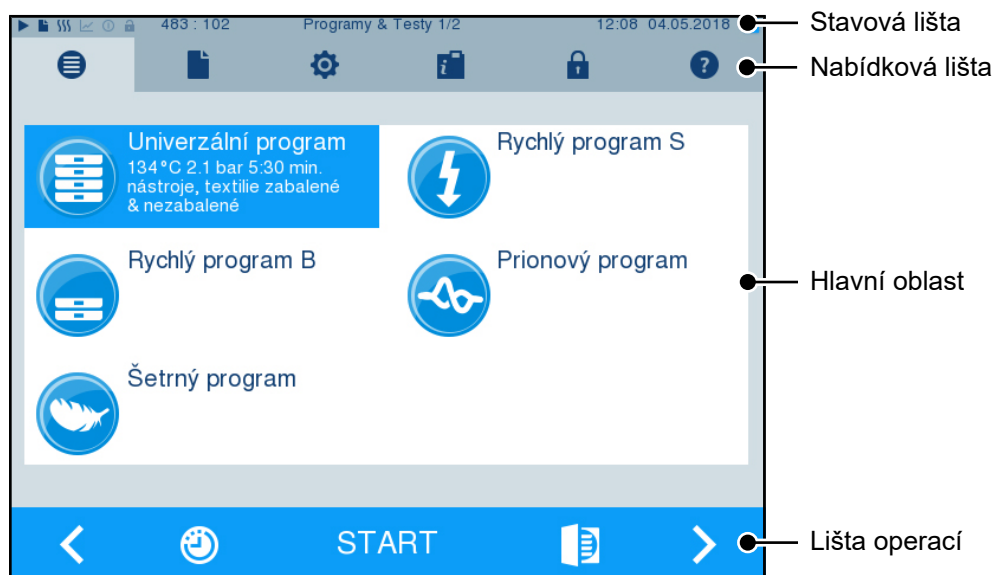 483 : 102 Programy & Testy 1/2 12:08 04.05.2018
Stavová lišta
Nabídková lišta
Univerzální program
134°C 2.1 bar 5:30 min.
nástroje, textilie zabalené
& nezabalené
Rychlý program S
Rychlý program B
Prionový program
Hlavní oblast
Šetrný program
START
Lišta operací